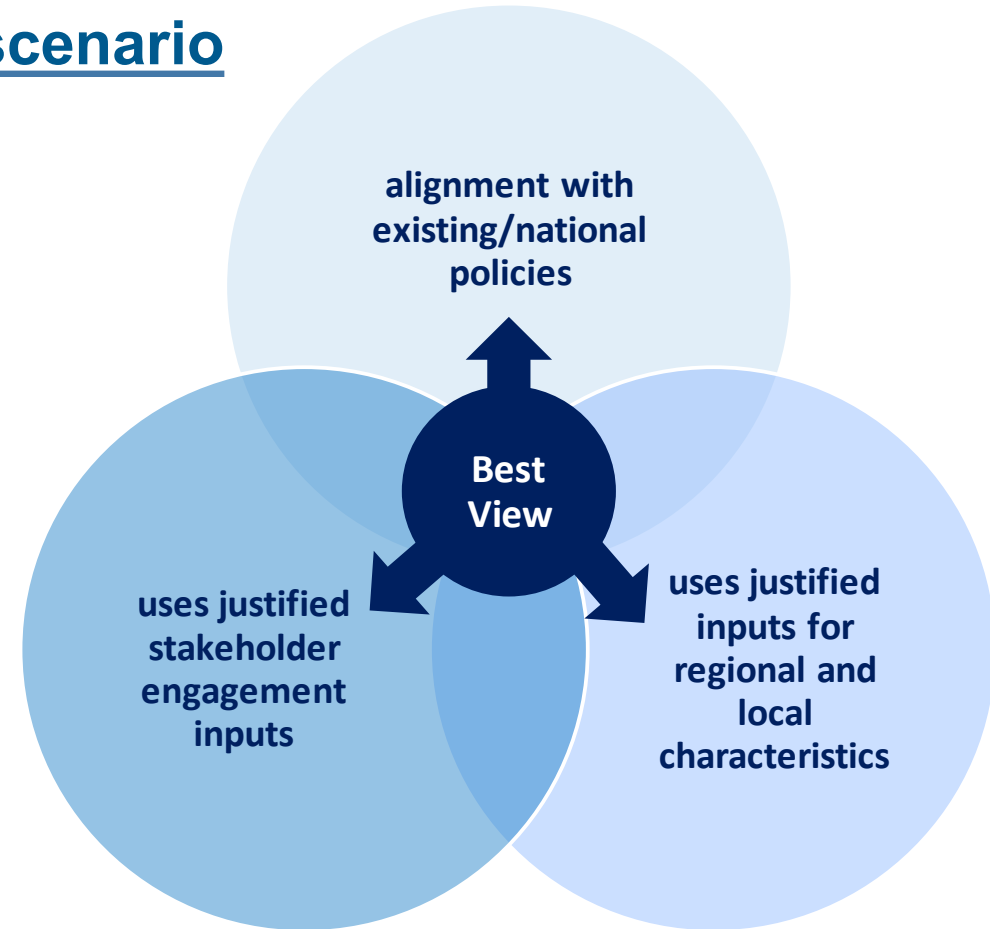 scenario
alignment with
existing/national
policies
Best
View
uses justified
stakeholder
engagement
inputs
uses justified
inputs for
regional and
local
characteristics